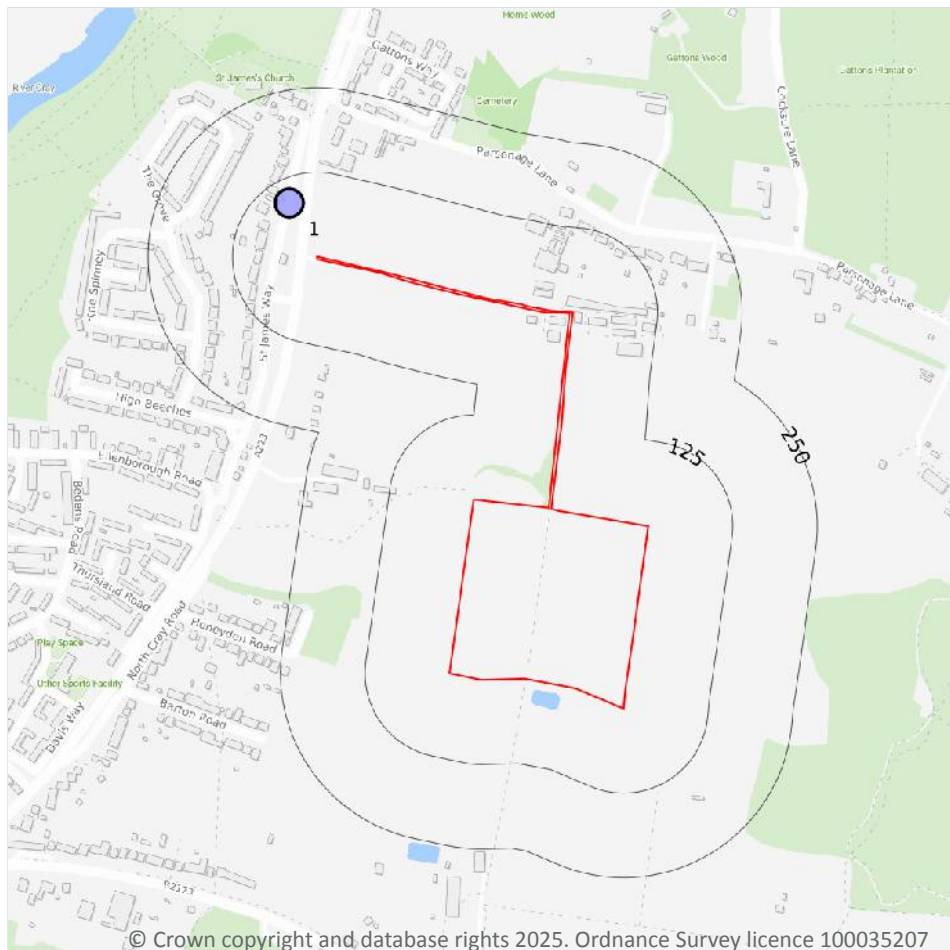 Home Wood
Gattons Way
Gattons Wood
Gattons Plantation
St James's Church
River Cray
Cemetery
Cocksure Lane
Parsonage Lane
The Grove
1
The Spinney
Parsonage Lane
St James Way
High Beeches
A223
125
250
Ellenborough Road
Bedens Road
Thursland Road
Honeydon Road
North Cray Road
Play Space
Other Sports Facility
Barton Road
Davis Way
B2173
© Crown copyright and database rights 2025. Ordnance Survey licence 100035207